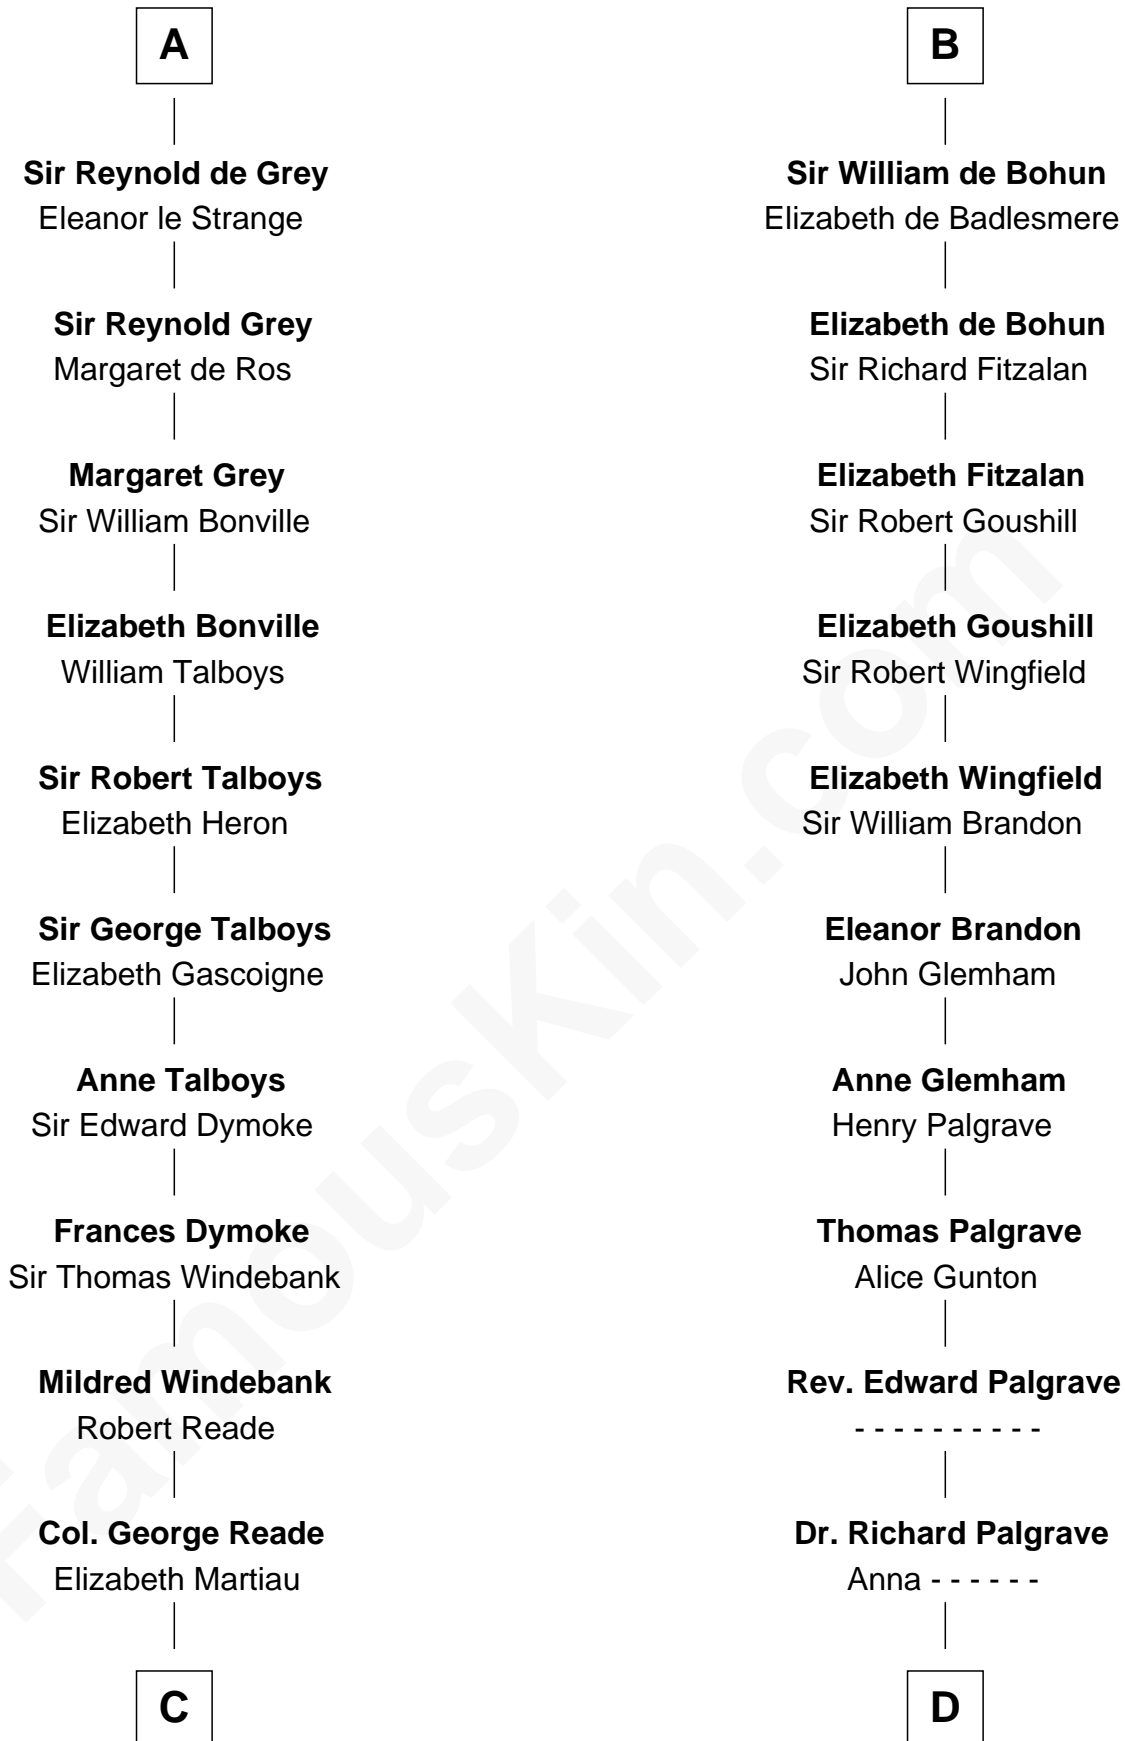 A
Sir Reynold de Grey
Eleanor le Strange
Sir Reynold Grey
Margaret de Ros
Margaret Grey
Sir William Bonville
Elizabeth Bonville
William Talboys
Sir Robert Talboys
Elizabeth Heron
Sir George Talboys
Elizabeth Gascoigne
Anne Talboys
Sir Edward Dymoke
Frances Dymoke
Sir Thomas Windebank
Mildred Windebank
Robert Reade
Col. George Reade
Elizabeth Martiau
C
B
Sir William de Bohun
Elizabeth de Badlesmere
Elizabeth de Bohun
Sir Richard Fitzalan
Elizabeth Fitzalan
Sir Robert Goushill
Elizabeth Goushill
Sir Robert Wingfield
Elizabeth Wingfield
Sir William Brandon
Eleanor Brandon
John Glemham
Anne Glemham
Henry Palgrave
Thomas Palgrave
Alice Gunton
Rev. Edward Palgrave
- - - - - - - - - -
Dr. Richard Palgrave
Anna - - - - - -
D
FamousKin.com